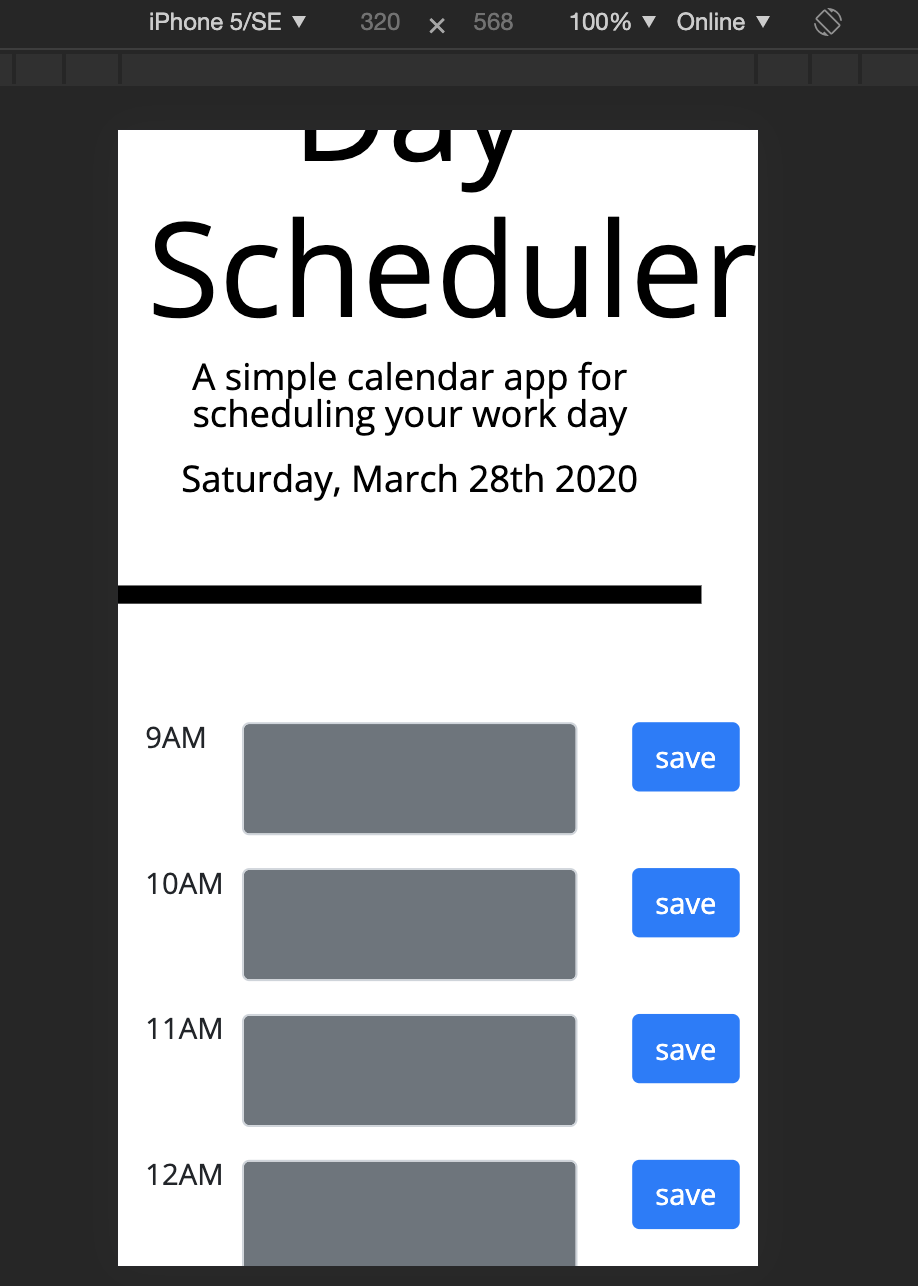 iPhone 5/SE ▼ 320 × 568 100% ▼ Online ▼
Day
Scheduler
A simple calendar app for
scheduling your work day
Saturday, March 28th 2020
9AM save
10AM save
11AM save
12AM save